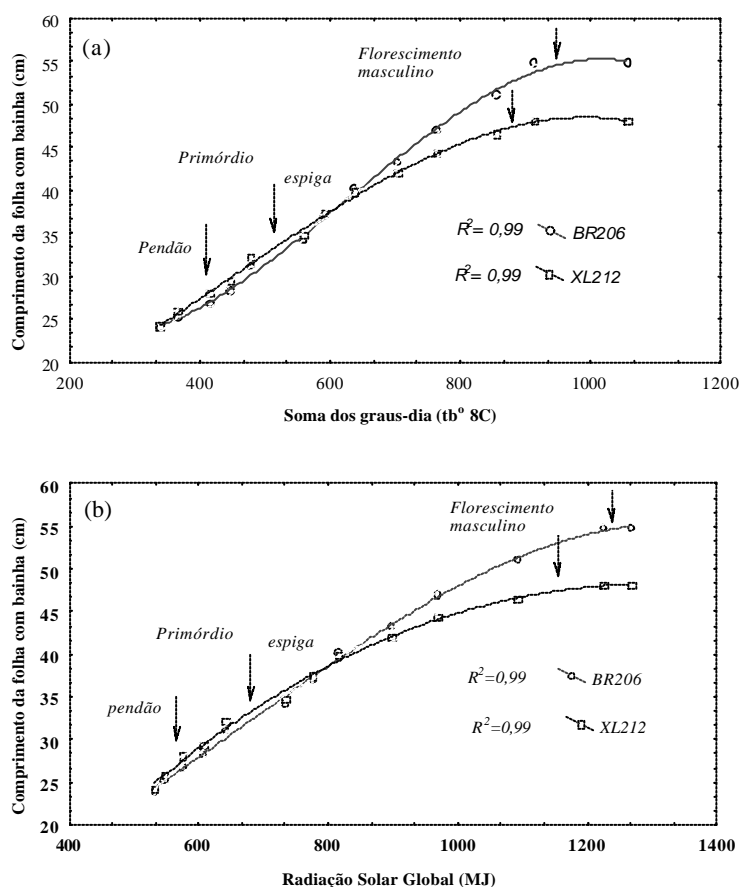 (a)
Comprimento da folha com bainha (cm)
60
55
50
45
40
35
30
25
20
Florescimento
masculino
Primórdio
espiga
Pendão
R²= 0,99 BR206
R²= 0,99 XL212
200 400 600 800 1000 1200
Soma dos graus-dia (tbº 8C)
(b)
Comprimento da folha com bainha (cm)
60
55
50
45
40
35
30
25
20
Florescimento
masculino
Primórdio
espiga
pendão
R²=0,99 BR206
R²=0,99 XL212
400 600 800 1000 1200 1400
Radiação Solar Global (MJ)